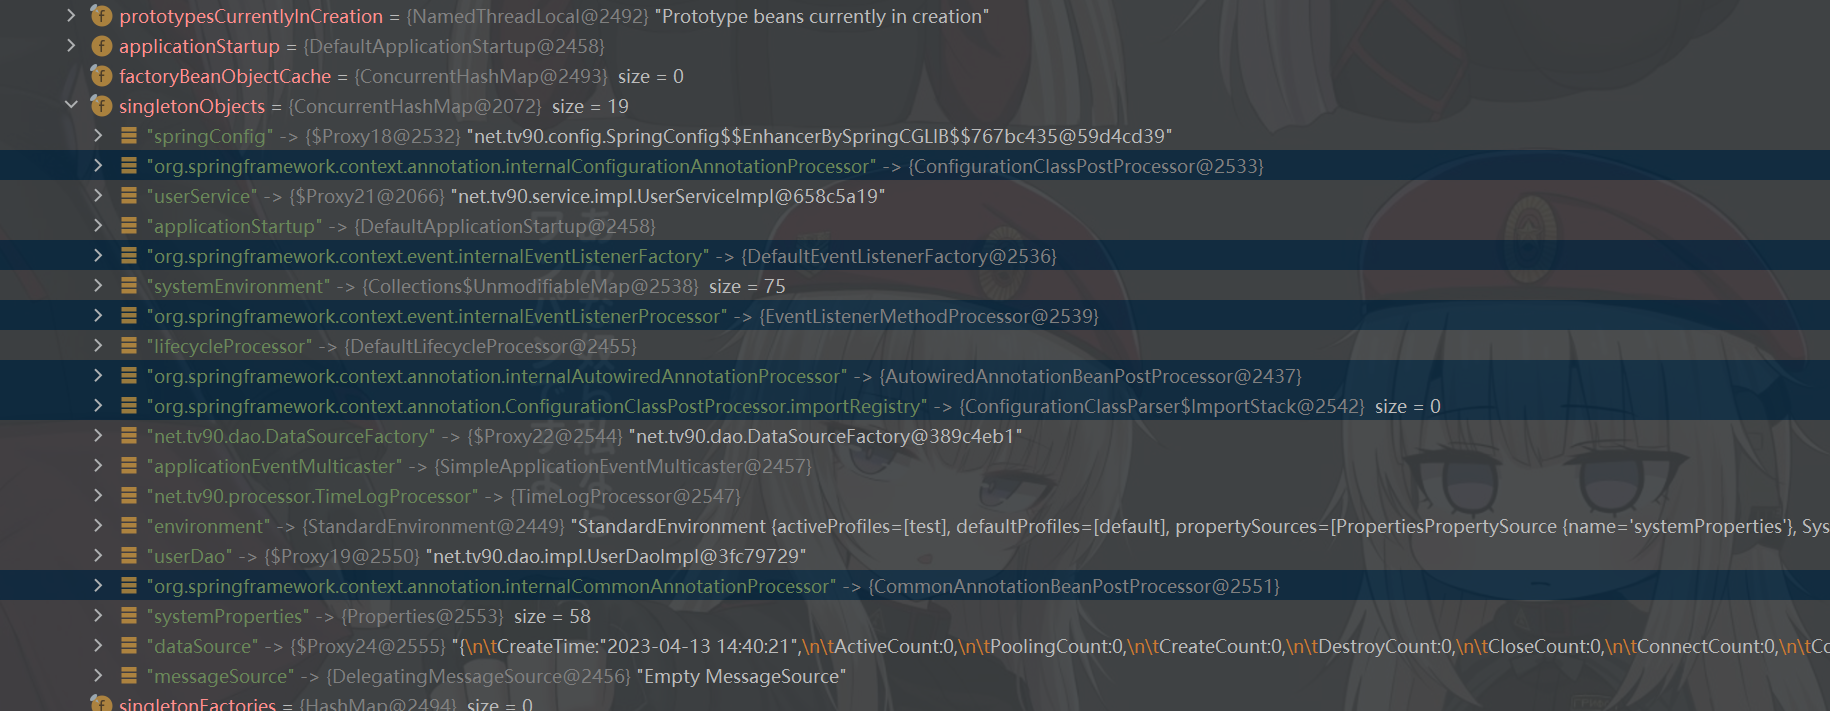 prototypesCurrentlyInCreation = {NamedThreadLocal@2492} "Prototype beans currently in creation"
applicationStartup = {DefaultApplicationStartup@2458}
factoryBeanObjectCache = {ConcurrentHashMap@2493} size = 0
singletonObjects = {ConcurrentHashMap@2072} size = 19
"springConfig" -> {$Proxy18@2532} "net.tv90.config.SpringConfig$$EnhancerBySpringCGLIB$$767bc435@59d4cd39"
"org.springframework.context.annotation.internalConfigurationAnnotationProcessor" -> {ConfigurationClassPostProcessor@2533}
"userService" -> {$Proxy21@2066} "net.tv90.service.impl.UserServiceImpl@658c5a19"
"applicationStartup" -> {DefaultApplicationStartup@2458}
"org.springframework.context.event.internalEventListenerFactory" -> {DefaultEventListenerFactory@2536}
"systemEnvironment" -> {Collections$UnmodifiableMap@2538} size = 75
"org.springframework.context.event.internalEventListenerProcessor" -> {EventListenerMethodProcessor@2539}
"lifecycleProcessor" -> {DefaultLifecycleProcessor@2455}
"org.springframework.context.annotation.internalAutowiredAnnotationProcessor" -> {AutowiredAnnotationBeanPostProcessor@2437}
"org.springframework.context.annotation.ConfigurationClassPostProcessor.importRegistry" -> {ConfigurationClassParser$ImportStack@2542} size = 0
"net.tv90.dao.DataSourceFactory" -> {$Proxy22@2544} "net.tv90.dao.DataSourceFactory@389c4eb1"
"applicationEventMulticaster" -> {SimpleApplicationEventMulticaster@2457}
"net.tv90.processor.TimeLogProcessor" -> {TimeLogProcessor@2547}
"environment" -> {StandardEnvironment@2449} "StandardEnvironment {activeProfiles=[test], defaultProfiles=[default], propertySources=[PropertiesPropertySource {name='systemProperties'}, Sys
"userDao" -> {$Proxy19@2550} "net.tv90.dao.impl.UserDaoImpl@3fc79729"
"org.springframework.context.annotation.internalCommonAnnotationProcessor" -> {CommonAnnotationBeanPostProcessor@2551}
"systemProperties" -> {Properties@2553} size = 58
"dataSource" -> {$Proxy24@2555} "{\n\tCreateTime:"2023-04-13 14:40:21",\n\tActiveCount:0,\n\tPoolingCount:0,\n\tCreateCount:0,\n\tDestroyCount:0,\n\tCloseCount:0,\n\tConnectCount:0,\n\tCo
"messageSource" -> {DelegatingMessageSource@2456} "Empty MessageSource"
singletonFactories = {HashMap@2494} size = 0